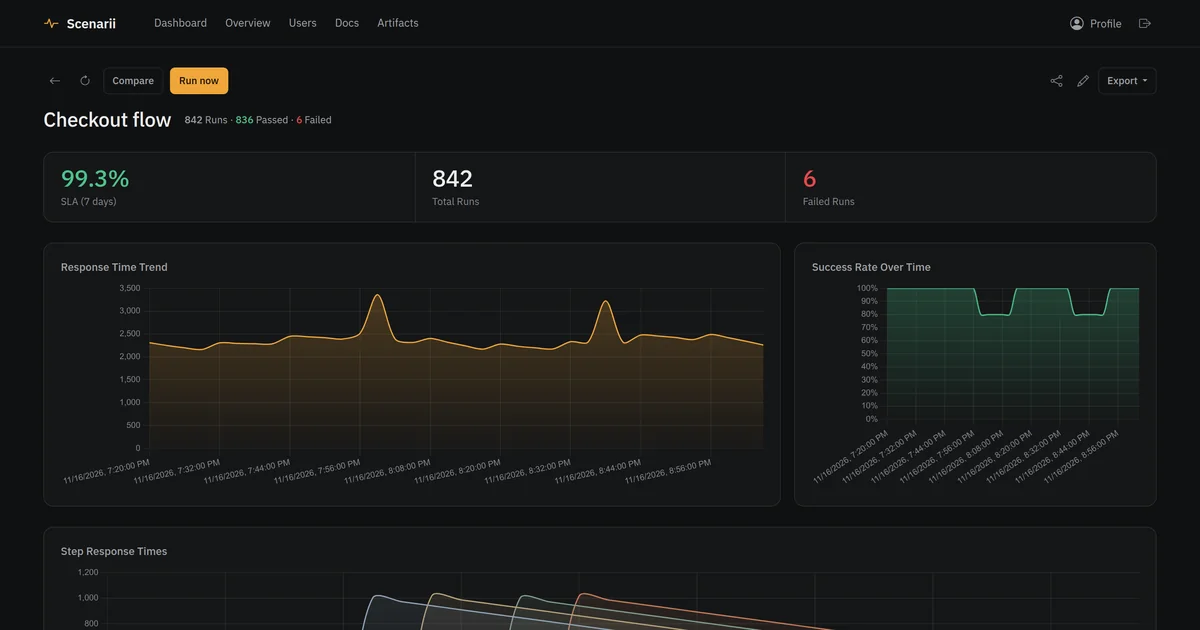 Scenarii Dashboard Overview Users Docs Artifacts Profile
Compare Run now Export
Checkout flow 842 Runs · 836 Passed · 6 Failed
99.3% 842 6
SLA (7 days) Total Runs Failed Runs
Response Time Trend
3,500
3,000
2,500
2,000
1,500
1,000
500
0
11/16/2026, 7:20:00 PM
11/16/2026, 7:32:00 PM
11/16/2026, 7:44:00 PM
11/16/2026, 7:56:00 PM
11/16/2026, 8:08:00 PM
11/16/2026, 8:20:00 PM
11/16/2026, 8:32:00 PM
11/16/2026, 8:44:00 PM
11/16/2026, 8:56:00 PM
Success Rate Over Time
100%
90%
80%
70%
60%
50%
40%
30%
20%
10%
0%
11/16/2026, 7:20:00 PM
11/16/2026, 7:32:00 PM
11/16/2026, 7:44:00 PM
11/16/2026, 7:56:00 PM
11/16/2026, 8:08:00 PM
11/16/2026, 8:20:00 PM
11/16/2026, 8:32:00 PM
11/16/2026, 8:44:00 PM
11/16/2026, 8:56:00 PM
Step Response Times
1,200
1,000
800